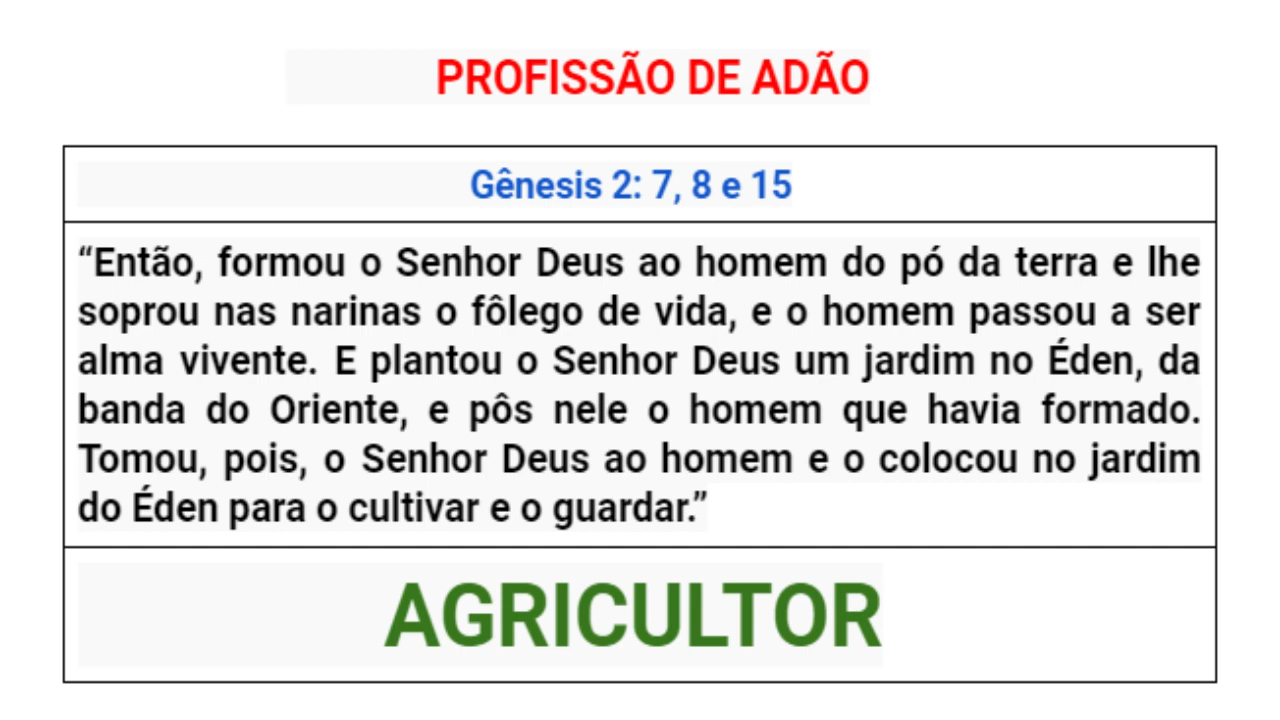 PROFISSÃO DE ADÃO
Gênesis 2: 7, 8 e 15
“Então, formou o Senhor Deus ao homem do pó da terra e lhe
soprou nas narinas o fôlego de vida, e o homem passou a ser
alma vivente. E plantou o Senhor Deus um jardim no Éden, da
banda do Oriente, e pôs nele o homem que havia formado.
Tomou, pois, o Senhor Deus ao homem e o colocou no jardim
do Éden para o cultivar e o guardar.”
AGRICULTOR